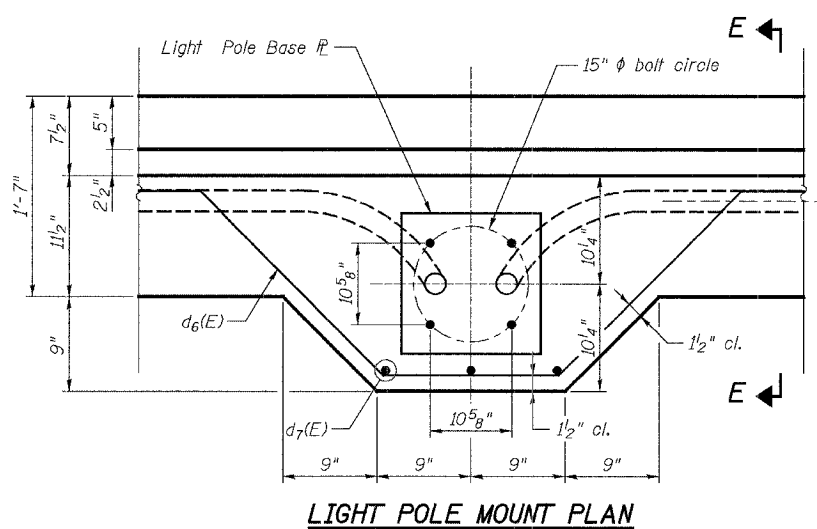 E
Light Pole Base ℄
15" ϕ bolt circle
1'-7"
7½"
5"
2½"
11½"
9"
10⅝"
10¼"
10¼"
d6(E)
1½" cl.
E
d7(E)
10⅝"
1½" cl.
9"
9"
9"
9"
LIGHT POLE MOUNT PLAN